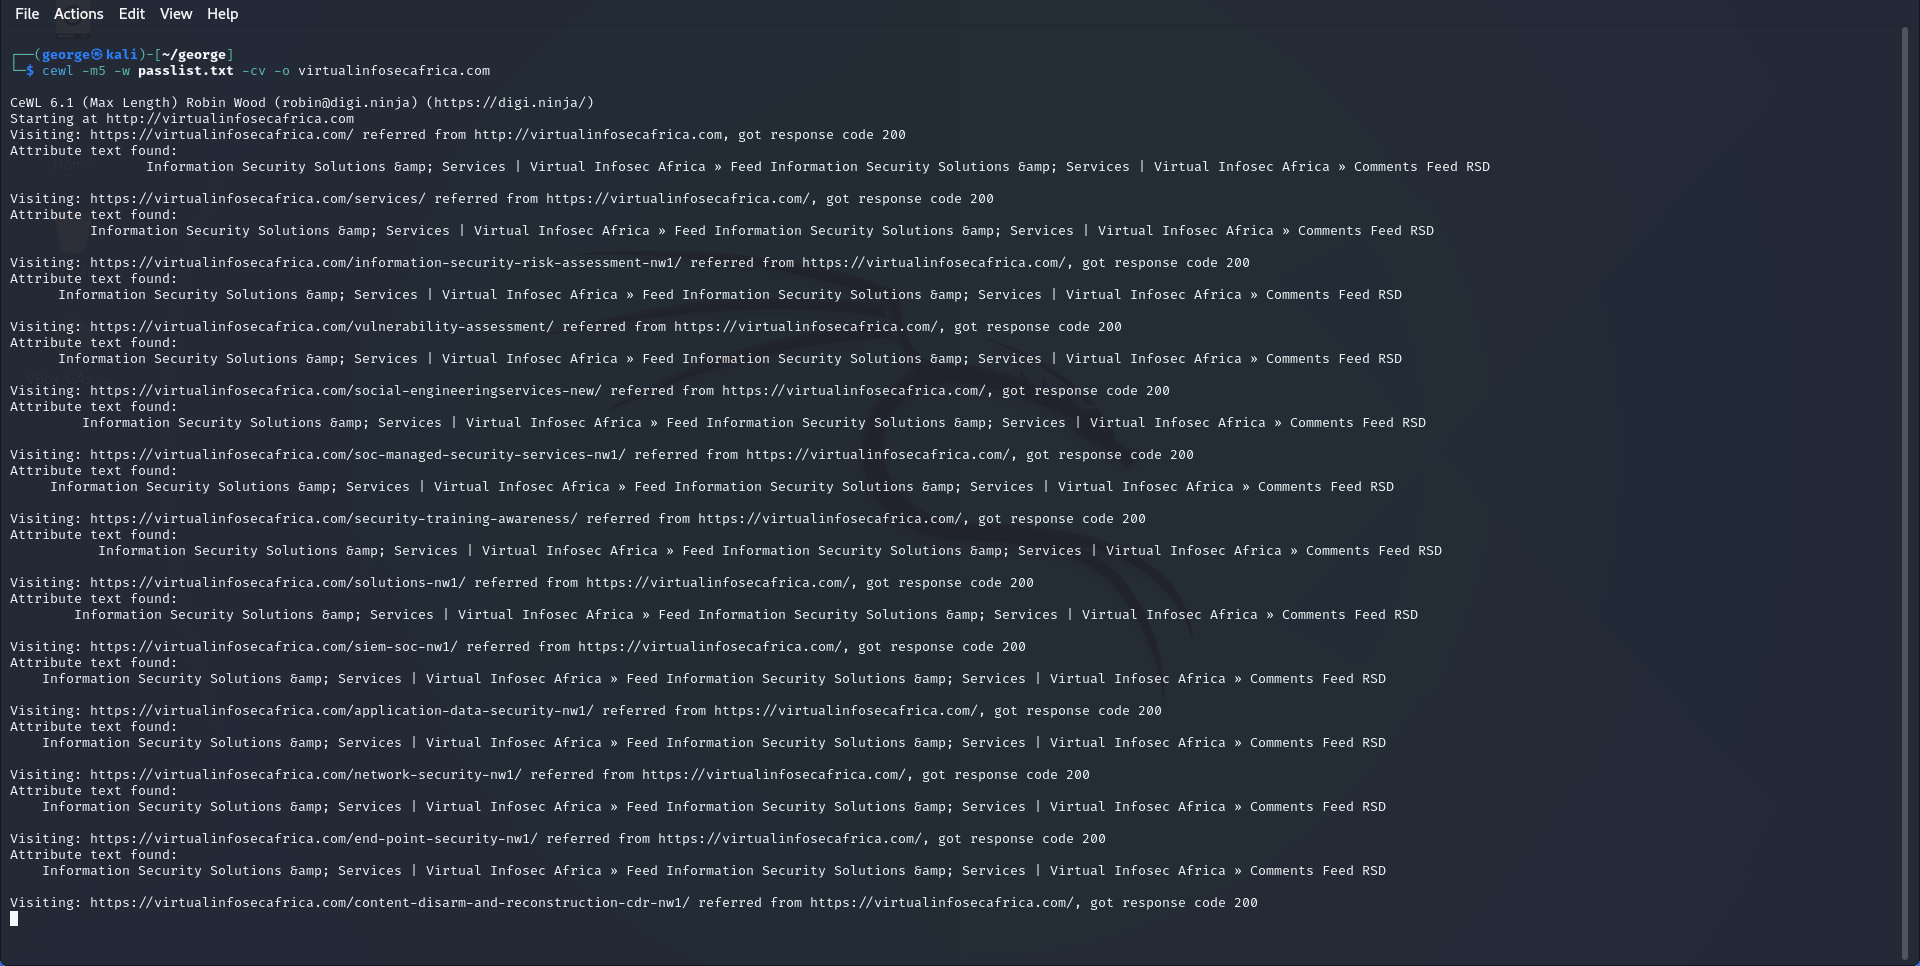 File Actions Edit View Help
┌──(george㉿kali)-[~/george]
└─$ cewl -m5 -w passlist.txt -cv -o virtualinfosecafrica.com
CeWL 6.1 (Max Length) Robin Wood (robin@digi.ninja) (https://digi.ninja/)
Starting at http://virtualinfosecafrica.com
Visiting: https://virtualinfosecafrica.com/ referred from http://virtualinfosecafrica.com, got response code 200
Attribute text found:
Information Security Solutions &amp; Services | Virtual Infosec Africa » Feed Information Security Solutions &amp; Services | Virtual Infosec Africa » Comments Feed RSD
Visiting: https://virtualinfosecafrica.com/services/ referred from https://virtualinfosecafrica.com/, got response code 200
Attribute text found:
Information Security Solutions &amp; Services | Virtual Infosec Africa » Feed Information Security Solutions &amp; Services | Virtual Infosec Africa » Comments Feed RSD
Visiting: https://virtualinfosecafrica.com/information-security-risk-assessment-nw1/ referred from https://virtualinfosecafrica.com/, got response code 200
Attribute text found:
Information Security Solutions &amp; Services | Virtual Infosec Africa » Feed Information Security Solutions &amp; Services | Virtual Infosec Africa » Comments Feed RSD
Visiting: https://virtualinfosecafrica.com/vulnerability-assessment/ referred from https://virtualinfosecafrica.com/, got response code 200
Attribute text found:
Information Security Solutions &amp; Services | Virtual Infosec Africa » Feed Information Security Solutions &amp; Services | Virtual Infosec Africa » Comments Feed RSD
Visiting: https://virtualinfosecafrica.com/social-engineeringservices-new/ referred from https://virtualinfosecafrica.com/, got response code 200
Attribute text found:
Information Security Solutions &amp; Services | Virtual Infosec Africa » Feed Information Security Solutions &amp; Services | Virtual Infosec Africa » Comments Feed RSD
Visiting: https://virtualinfosecafrica.com/soc-managed-security-services-nw1/ referred from https://virtualinfosecafrica.com/, got response code 200
Attribute text found:
Information Security Solutions &amp; Services | Virtual Infosec Africa » Feed Information Security Solutions &amp; Services | Virtual Infosec Africa » Comments Feed RSD
Visiting: https://virtualinfosecafrica.com/security-training-awareness/ referred from https://virtualinfosecafrica.com/, got response code 200
Attribute text found:
Information Security Solutions &amp; Services | Virtual Infosec Africa » Feed Information Security Solutions &amp; Services | Virtual Infosec Africa » Comments Feed RSD
Visiting: https://virtualinfosecafrica.com/solutions-nw1/ referred from https://virtualinfosecafrica.com/, got response code 200
Attribute text found:
Information Security Solutions &amp; Services | Virtual Infosec Africa » Feed Information Security Solutions &amp; Services | Virtual Infosec Africa » Comments Feed RSD
Visiting: https://virtualinfosecafrica.com/siem-soc-nw1/ referred from https://virtualinfosecafrica.com/, got response code 200
Attribute text found:
Information Security Solutions &amp; Services | Virtual Infosec Africa » Feed Information Security Solutions &amp; Services | Virtual Infosec Africa » Comments Feed RSD
Visiting: https://virtualinfosecafrica.com/application-data-security-nw1/ referred from https://virtualinfosecafrica.com/, got response code 200
Attribute text found:
Information Security Solutions &amp; Services | Virtual Infosec Africa » Feed Information Security Solutions &amp; Services | Virtual Infosec Africa » Comments Feed RSD
Visiting: https://virtualinfosecafrica.com/network-security-nw1/ referred from https://virtualinfosecafrica.com/, got response code 200
Attribute text found:
Information Security Solutions &amp; Services | Virtual Infosec Africa » Feed Information Security Solutions &amp; Services | Virtual Infosec Africa » Comments Feed RSD
Visiting: https://virtualinfosecafrica.com/end-point-security-nw1/ referred from https://virtualinfosecafrica.com/, got response code 200
Attribute text found:
Information Security Solutions &amp; Services | Virtual Infosec Africa » Feed Information Security Solutions &amp; Services | Virtual Infosec Africa » Comments Feed RSD
Visiting: https://virtualinfosecafrica.com/content-disarm-and-reconstruction-cdr-nw1/ referred from https://virtualinfosecafrica.com/, got response code 200